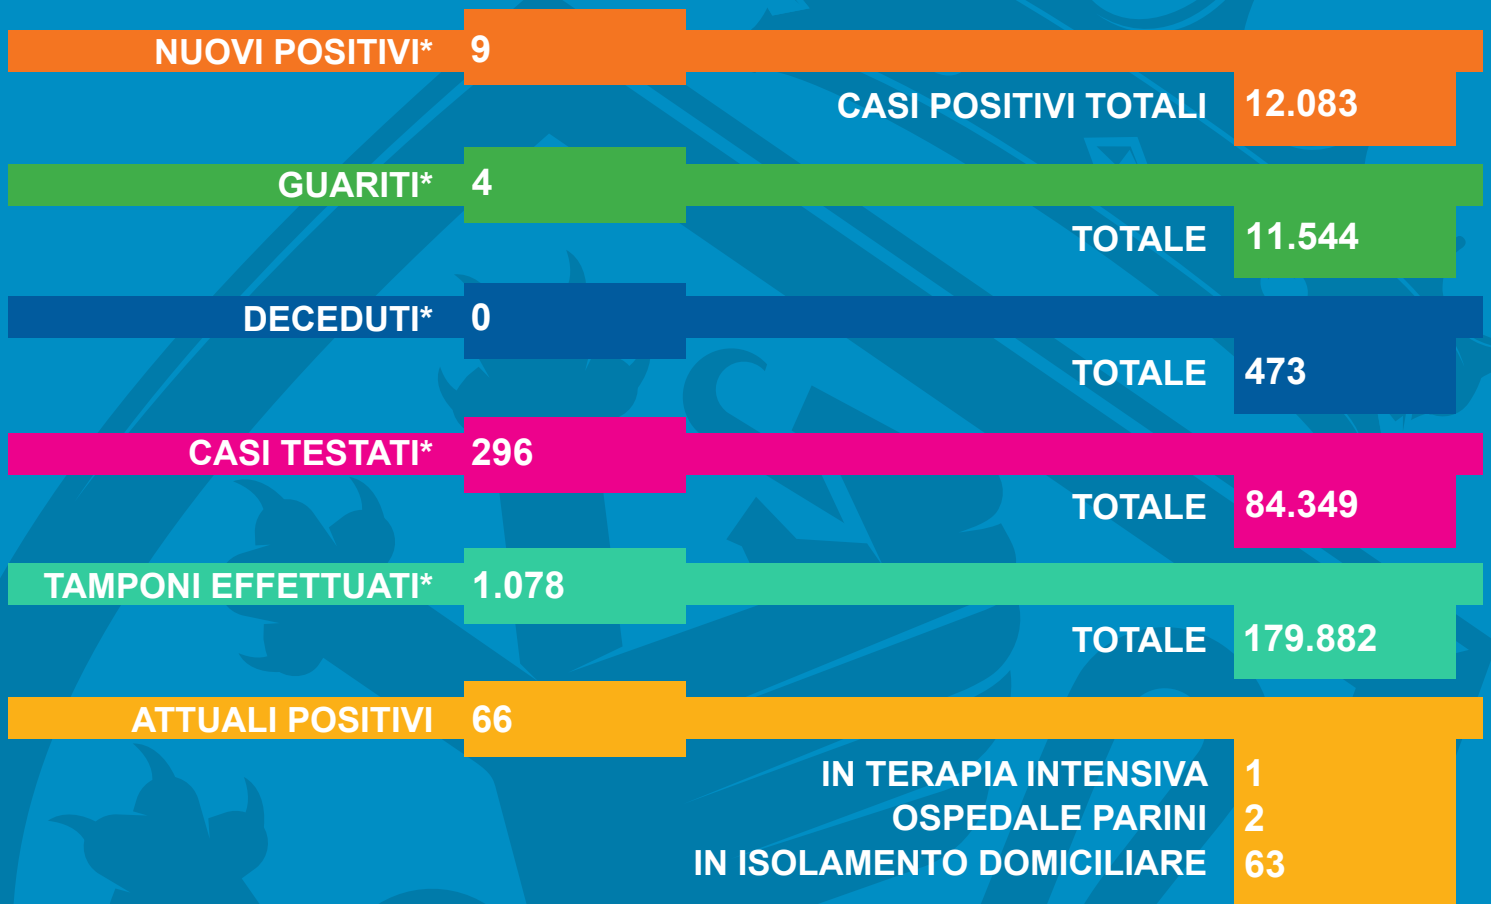 NUOVI POSITIVI* 9
CASI POSITIVI TOTALI 12.083
GUARITI* 4
TOTALE 11.544
DECEDUTI* 0
TOTALE 473
CASI TESTATI* 296
TOTALE 84.349
TAMPONI EFFETTUATI* 1.078
TOTALE 179.882
ATTUALI POSITIVI 66
IN TERAPIA INTENSIVA 1
OSPEDALE PARINI 2
IN ISOLAMENTO DOMICILIARE 63